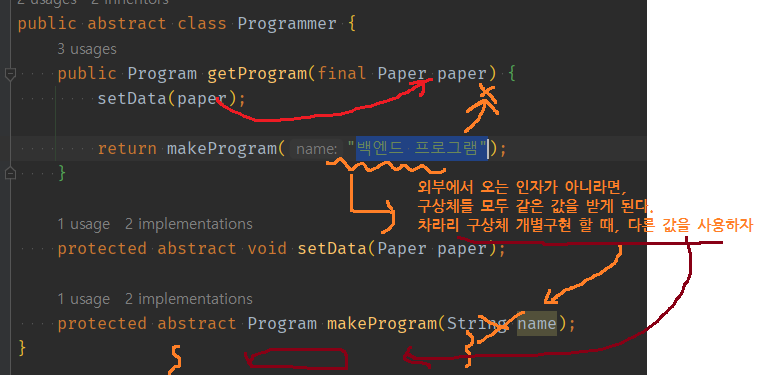 2 usages 2 inheritors
public abstract class Programmer {
3 usages
public Program getProgram(final Paper paper) {
setData(paper);
return makeProgram( name: "백엔드 프로그램");
}
외부에서 오는 인자가 아니라면,
구상체들 모두 같은 값을 받게 된다.
차라리 구상체 개별구현 할 때, 다른 값을 사용하자
1 usage 2 implementations
protected abstract void setData(Paper paper);
1 usage 2 implementations
protected abstract Program makeProgram(String name);
}